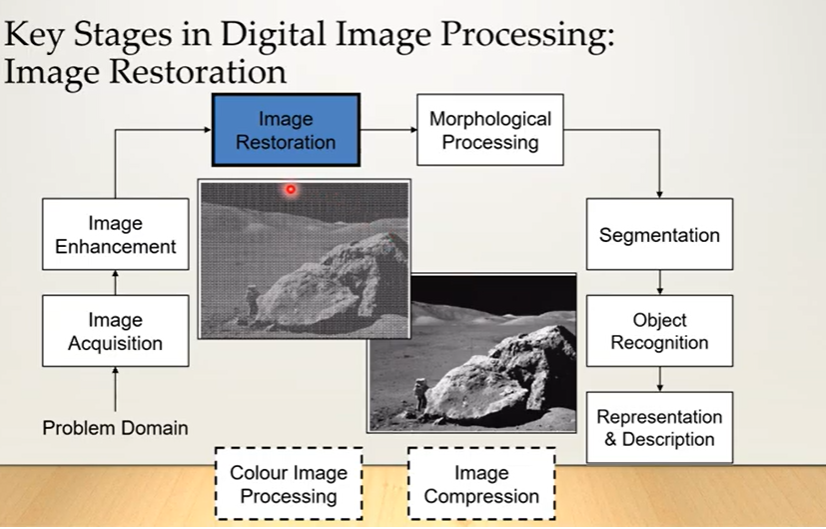 Key Stages in Digital Image Processing:
Image Restoration
Image
Restoration
Morphological
Processing
Image
Enhancement
Segmentation
Image
Acquisition
Object
Recognition
Problem Domain
Representation
& Description
Colour Image
Processing
Image
Compression